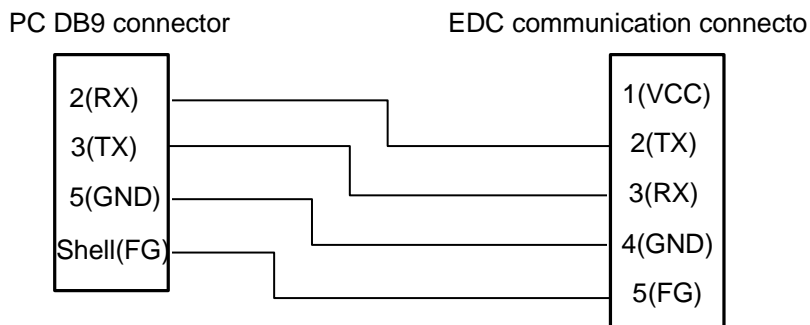 PC DB9 connector
EDC communication connecto
2(RX)
3(TX)
5(GND)
Shell(FG)
1(VCC)
2(TX)
3(RX)
4(GND)
5(FG)